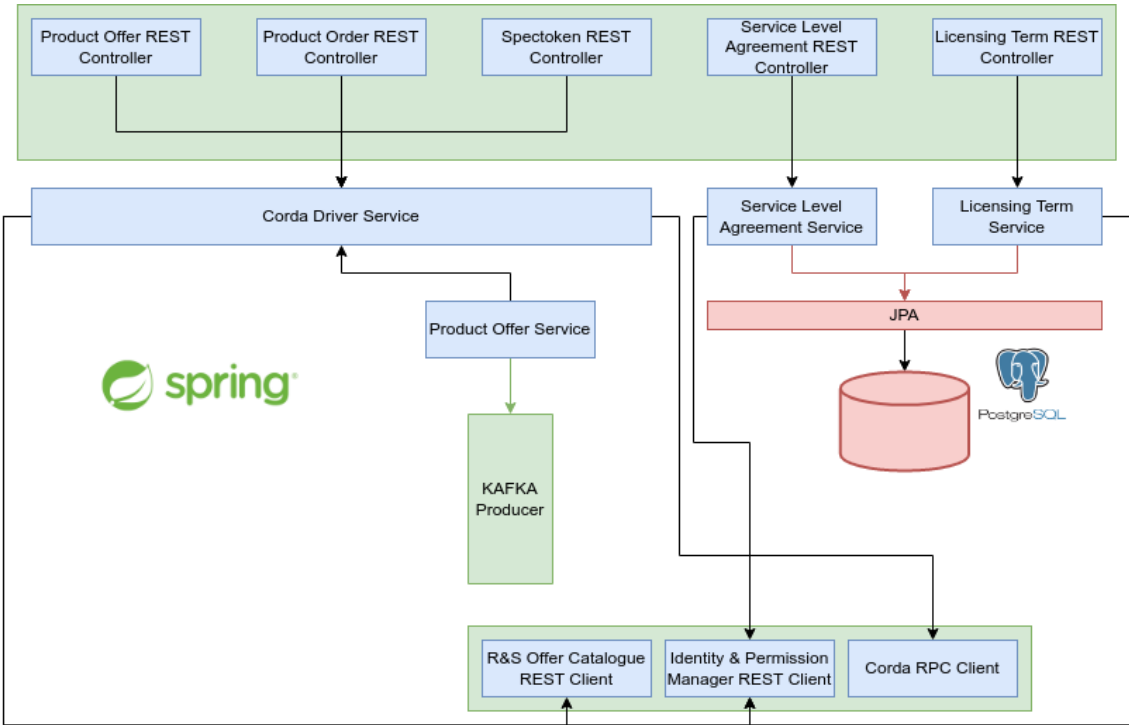 Product Offer REST
Controller
Product Order REST
Controller
Spectoken REST
Controller
Service Level
Agreement REST
Controller
Licensing Term REST
Controller
Corda Driver Service
Service Level
Agreement Service
Licensing Term
Service
Product Offer Service
JPA
spring
PostgreSQL
KAFKA
Producer
R&S Offer Catalogue
REST Client
Identity & Permission
Manager REST Client
Corda RPC Client